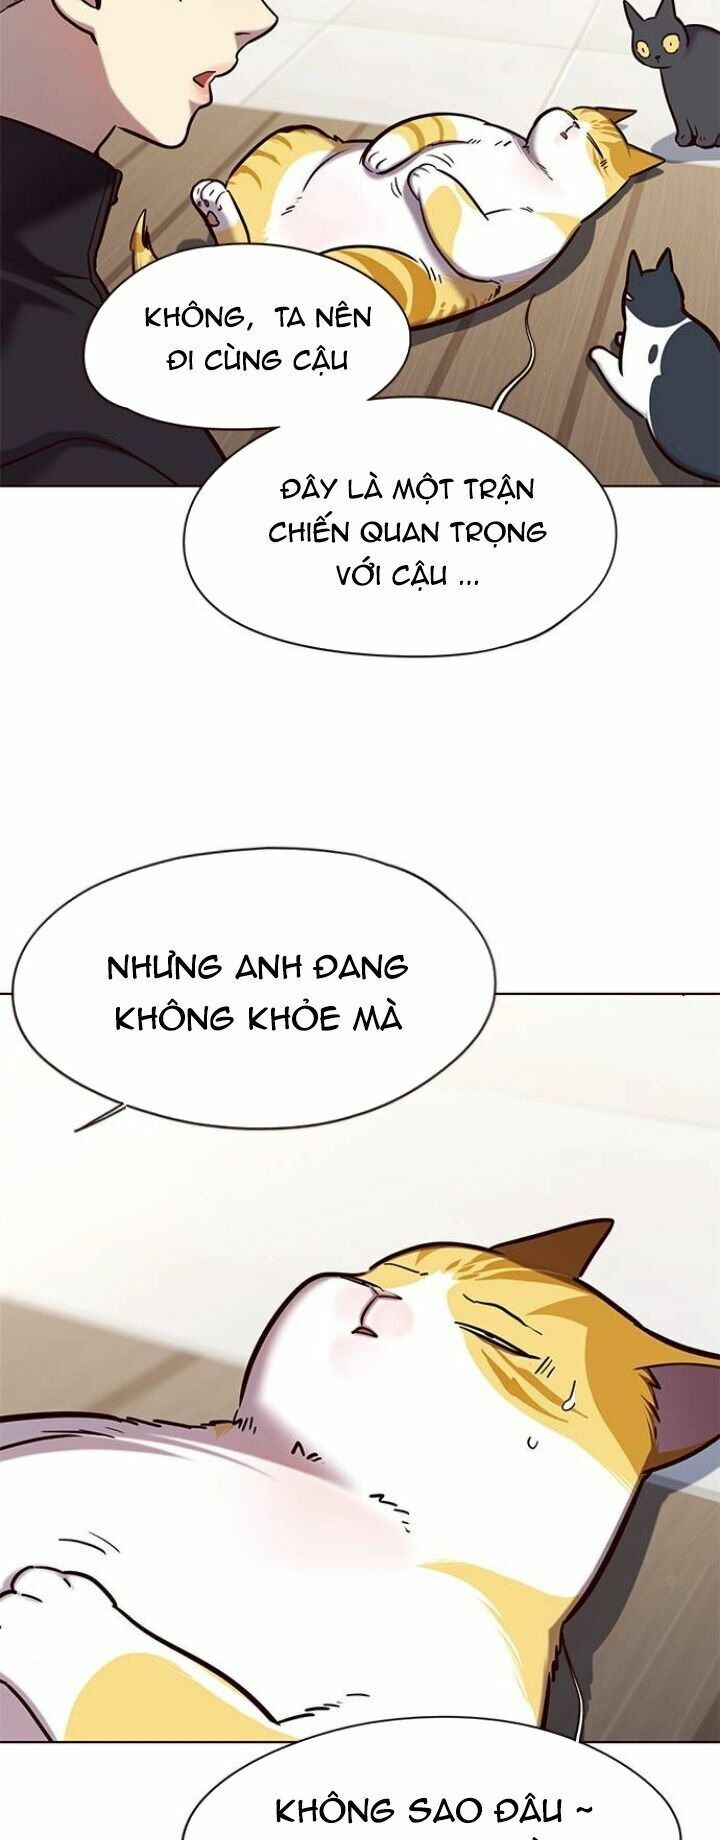 KHÔNG, TA NÊN
ĐI CÙNG CẬU
ĐÂY LÀ MỘT TRẬN
CHIẾN QUAN TRỌNG
VỚI CẬU ...
NHƯNG ANH ĐANG
KHÔNG KHỎE MÀ
KHÔNG SAO ĐÂU ~